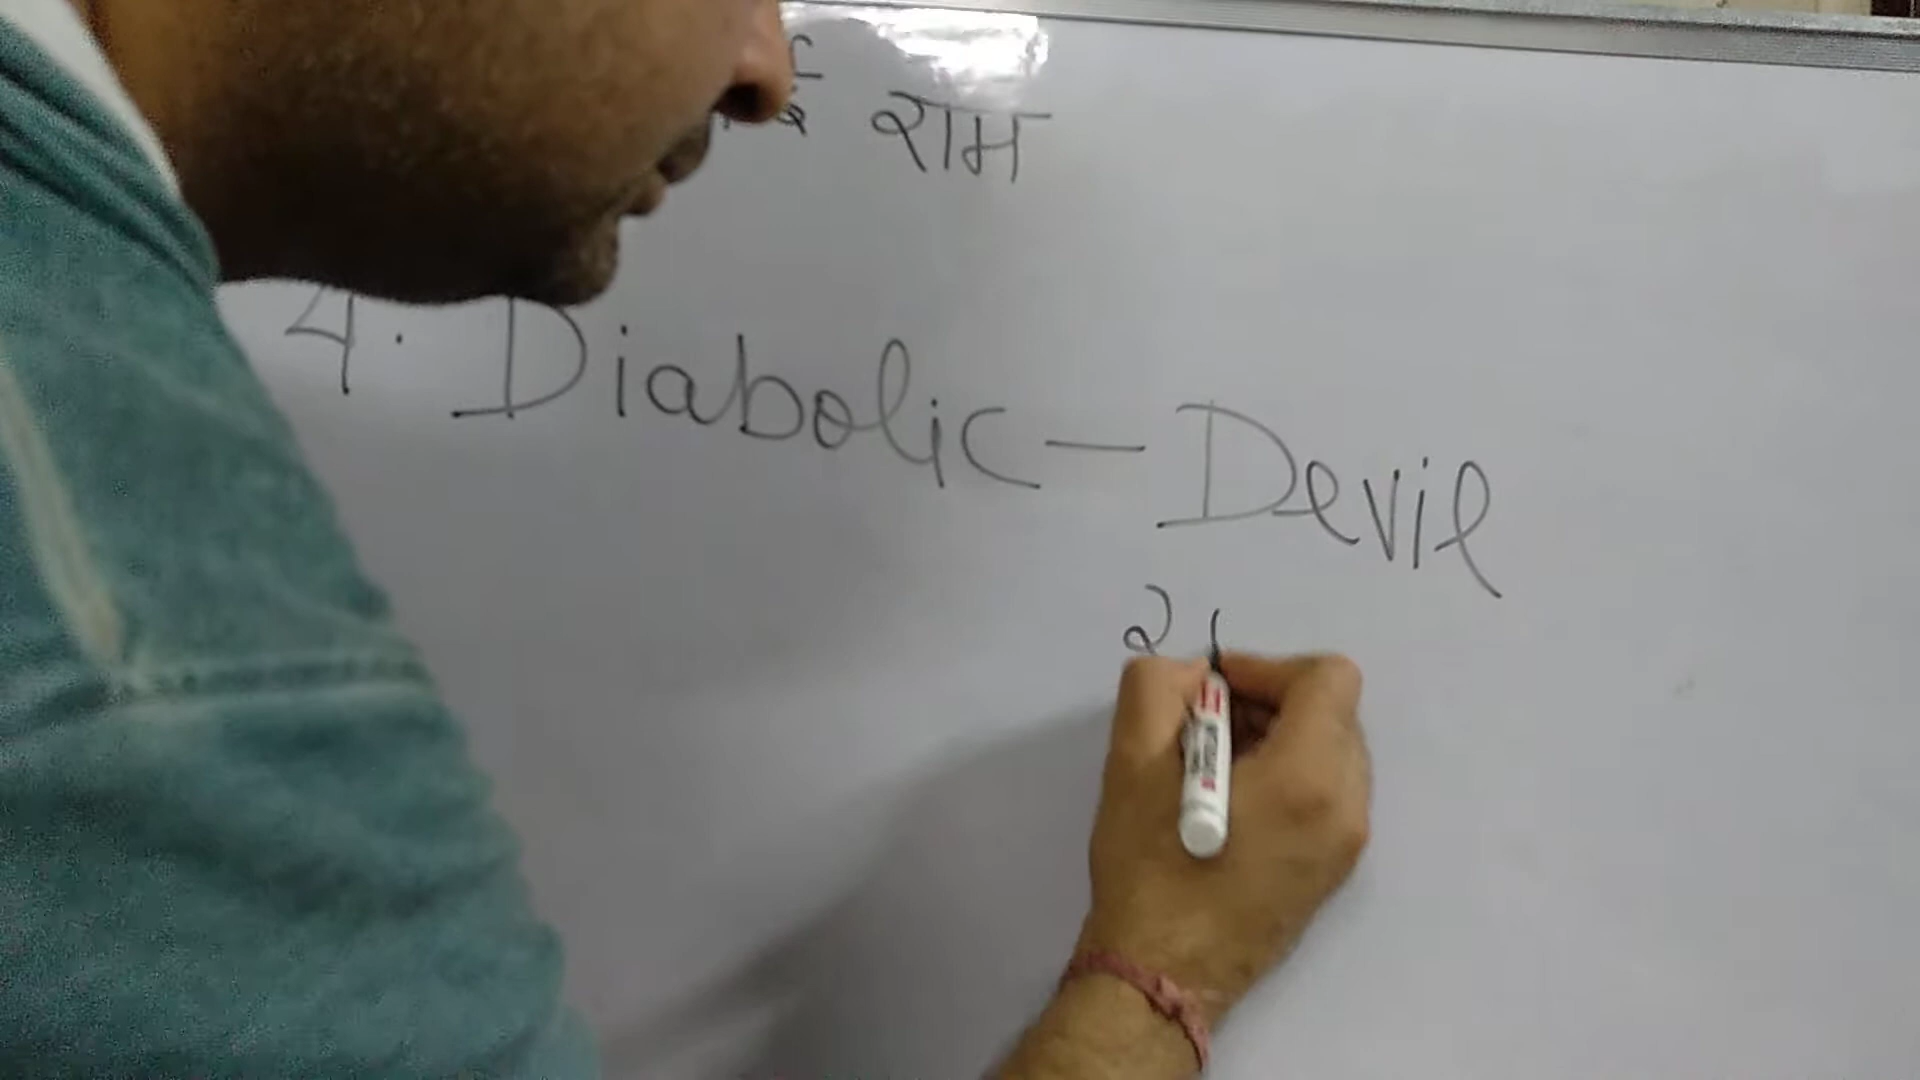 राम
4. Diabolic - Devil